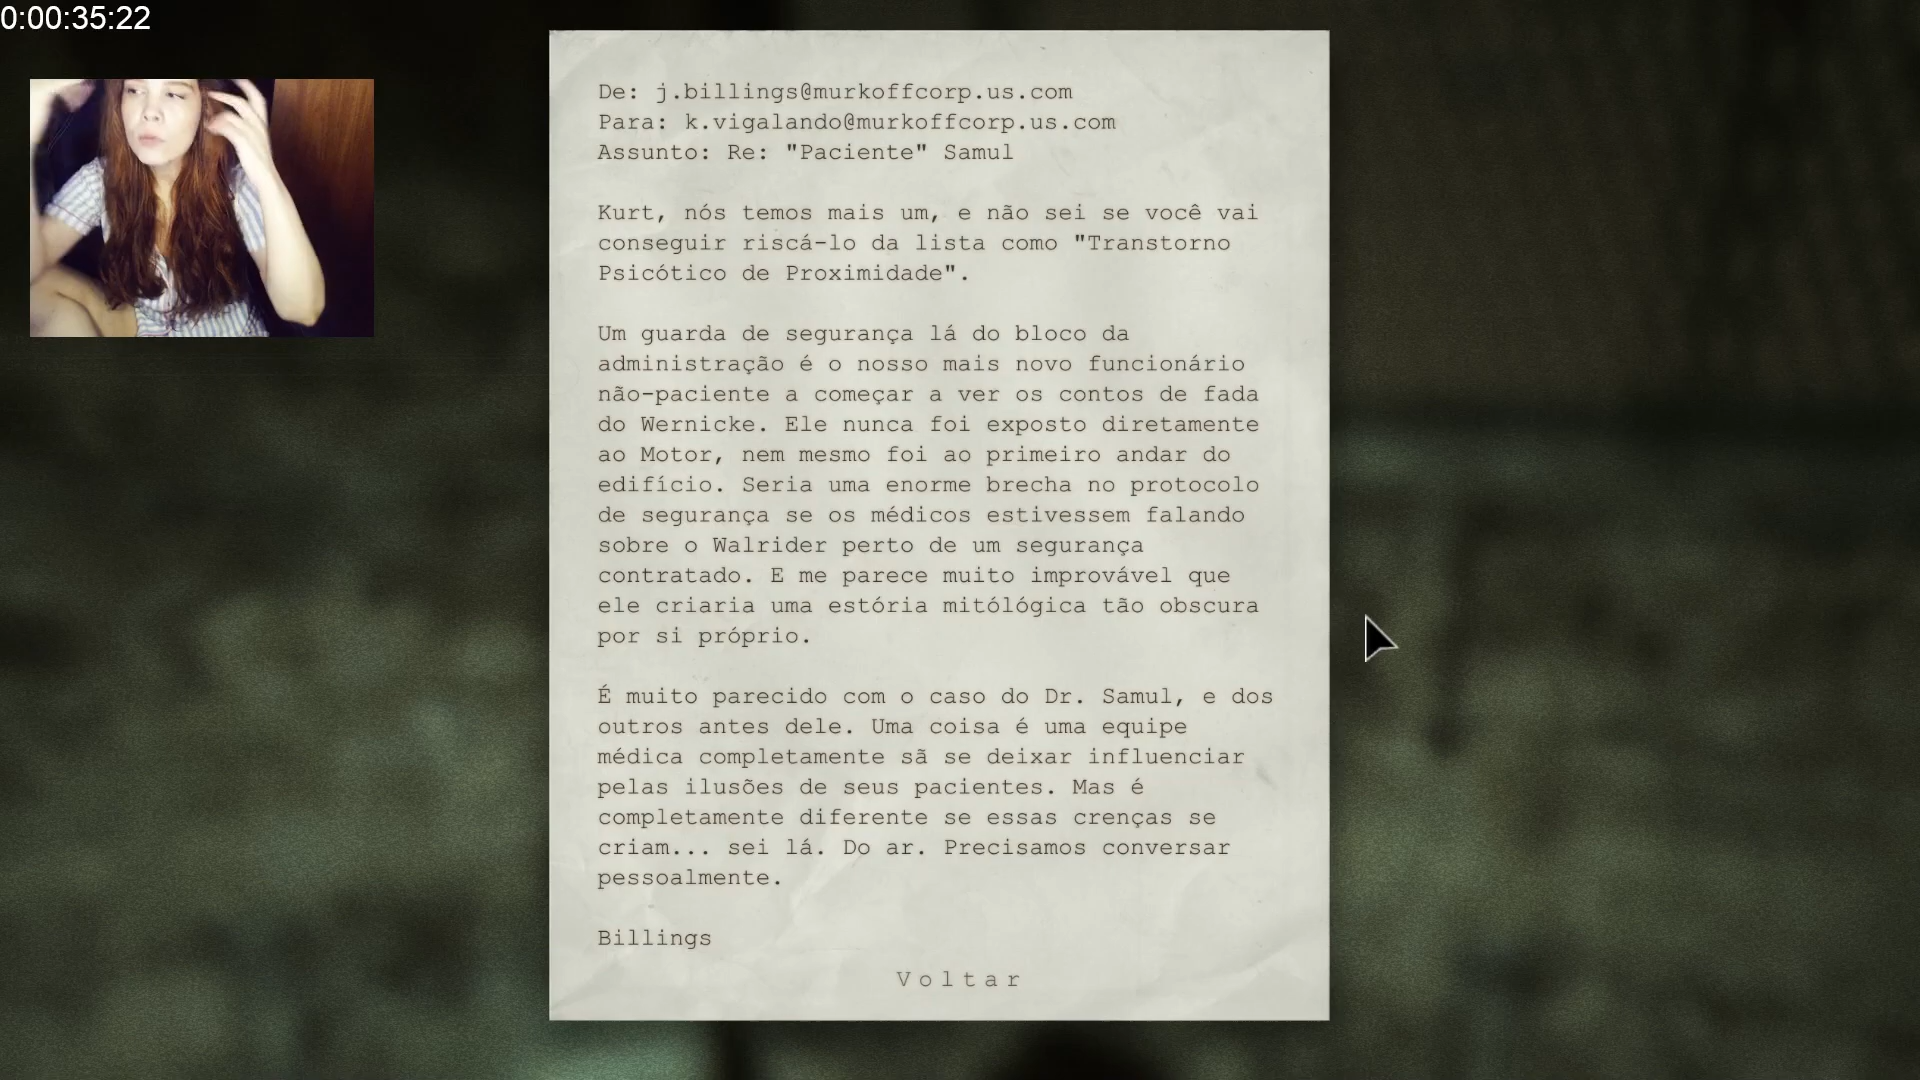 0:00:35:22
De: j.billings@murkoffcorp.us.com
Para: k.vigalando@murkoffcorp.us.com
Assunto: Re: "Paciente" Samul
Kurt, nós temos mais um, e não sei se você vai
conseguir riscá-lo da lista como "Transtorno
Psicótico de Proximidade".
Um guarda de segurança lá do bloco da
administração é o nosso mais novo funcionário
não-paciente a começar a ver os contos de fada
do Wernicke. Ele nunca foi exposto diretamente
ao Motor, nem mesmo foi ao primeiro andar do
edifício. Seria uma enorme brecha no protocolo
de segurança se os médicos estivessem falando
sobre o Walrider perto de um segurança
contratado. E me parece muito improvável que
ele criaria uma estória mitólógica tão obscura
por si próprio.
É muito parecido com o caso do Dr. Samul, e dos
outros antes dele. Uma coisa é uma equipe
médica completamente sã se deixar influenciar
pelas ilusões de seus pacientes. Mas é
completamente diferente se essas crenças se
criam... sei lá. Do ar. Precisamos conversar
pessoalmente.
Billings
Voltar